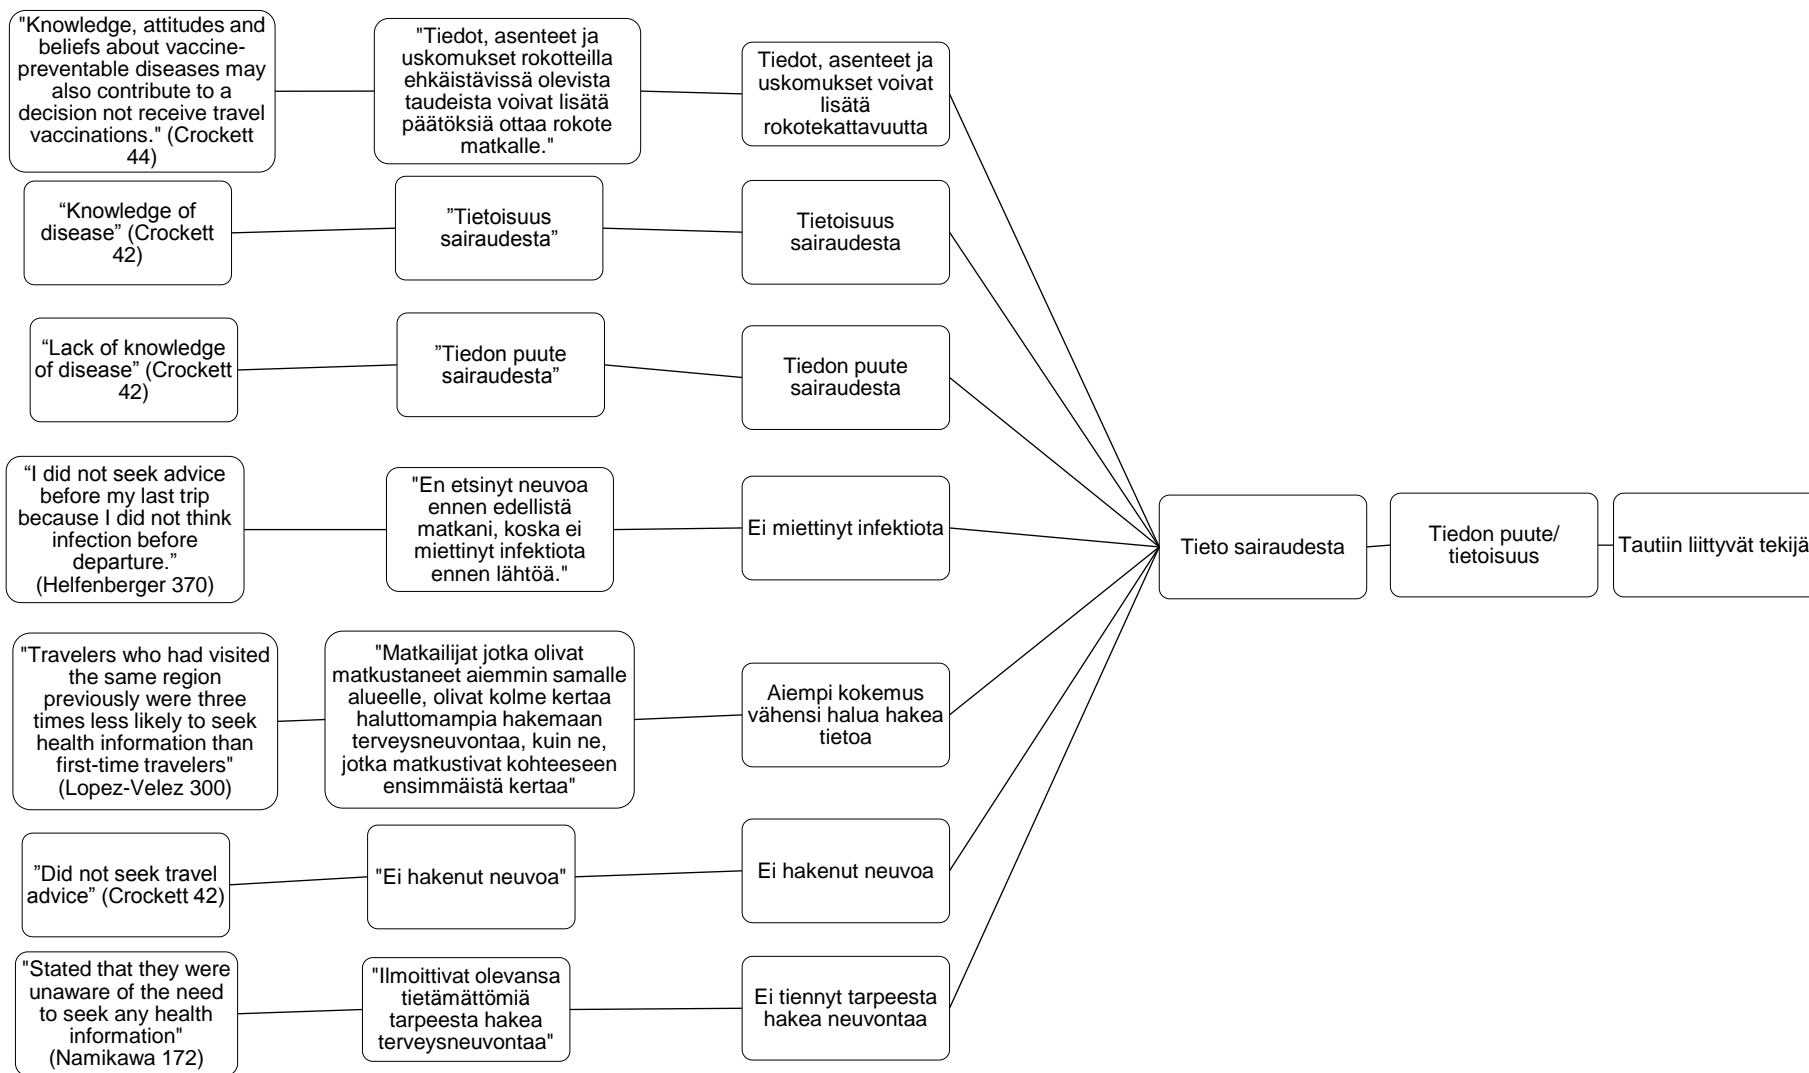 "Knowledge, attitudes and
beliefs about vaccine-
preventable diseases may
also contribute to a
decision not receive travel
vaccinations." (Crockett
44)
"Tiedot, asenteet ja
uskomukset rokotteilla
ehkäistävissä olevista
taudeista voivat lisätä
päätöksiä ottaa rokote
matkalle."
Tiedot, asenteet ja
uskomukset voivat
lisätä
rokotekattavuutta
“Knowledge of
disease” (Crockett
42)
”Tietoisuus
sairaudesta”
Tietoisuus
sairaudesta
“Lack of knowledge
of disease” (Crockett
42)
”Tiedon puute
sairaudesta”
Tiedon puute
sairaudesta
“I did not seek advice
before my last trip
because I did not think
infection before
departure.”
(Helfenberger 370)
"En etsinyt neuvoa
ennen edellistä
matkani, koska ei
miettinyt infektiota
ennen lähtöä."
Ei miettinyt infektiota
"Travelers who had visited
the same region
previously were three
times less likely to seek
health information than
first-time travelers"
(Lopez-Velez 300)
"Matkailijat jotka olivat
matkustaneet aiemmin samalle
alueelle, olivat kolme kertaa
haluttomampia hakemaan
terveysneuvontaa, kuin ne,
jotka matkustivat kohteeseen
ensimmäistä kertaa"
Aiempi kokemus
vähensi halua hakea
tietoa
”Did not seek travel
advice” (Crockett 42)
"Ei hakenut neuvoa"
Ei hakenut neuvoa
"Stated that they were
unaware of the need
to seek any health
information"
(Namikawa 172)
"Ilmoittivat olevansa
tietämättömiä
tarpeesta hakea
terveysneuvontaa"
Ei tiennyt tarpeesta
hakea neuvontaa
Tieto sairaudesta
Tiedon puute/
tietoisuus
Tautiin liittyvät tekijä